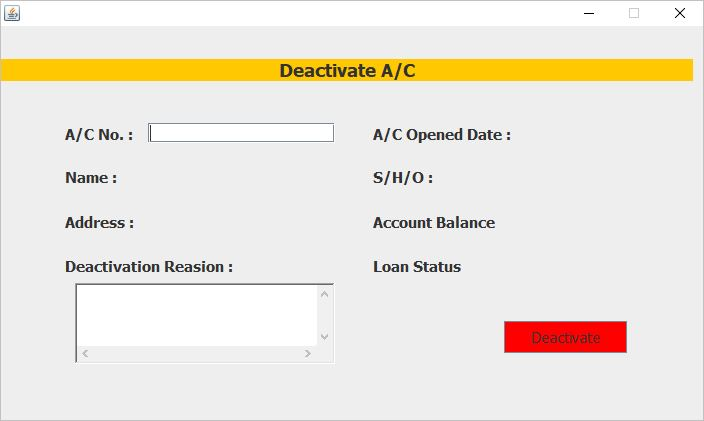 Deactivate A/C
A/C No. :
A/C Opened Date :
Name :
S/H/O :
Address :
Account Balance
Deactivation Reasion :
Loan Status
Deactivate